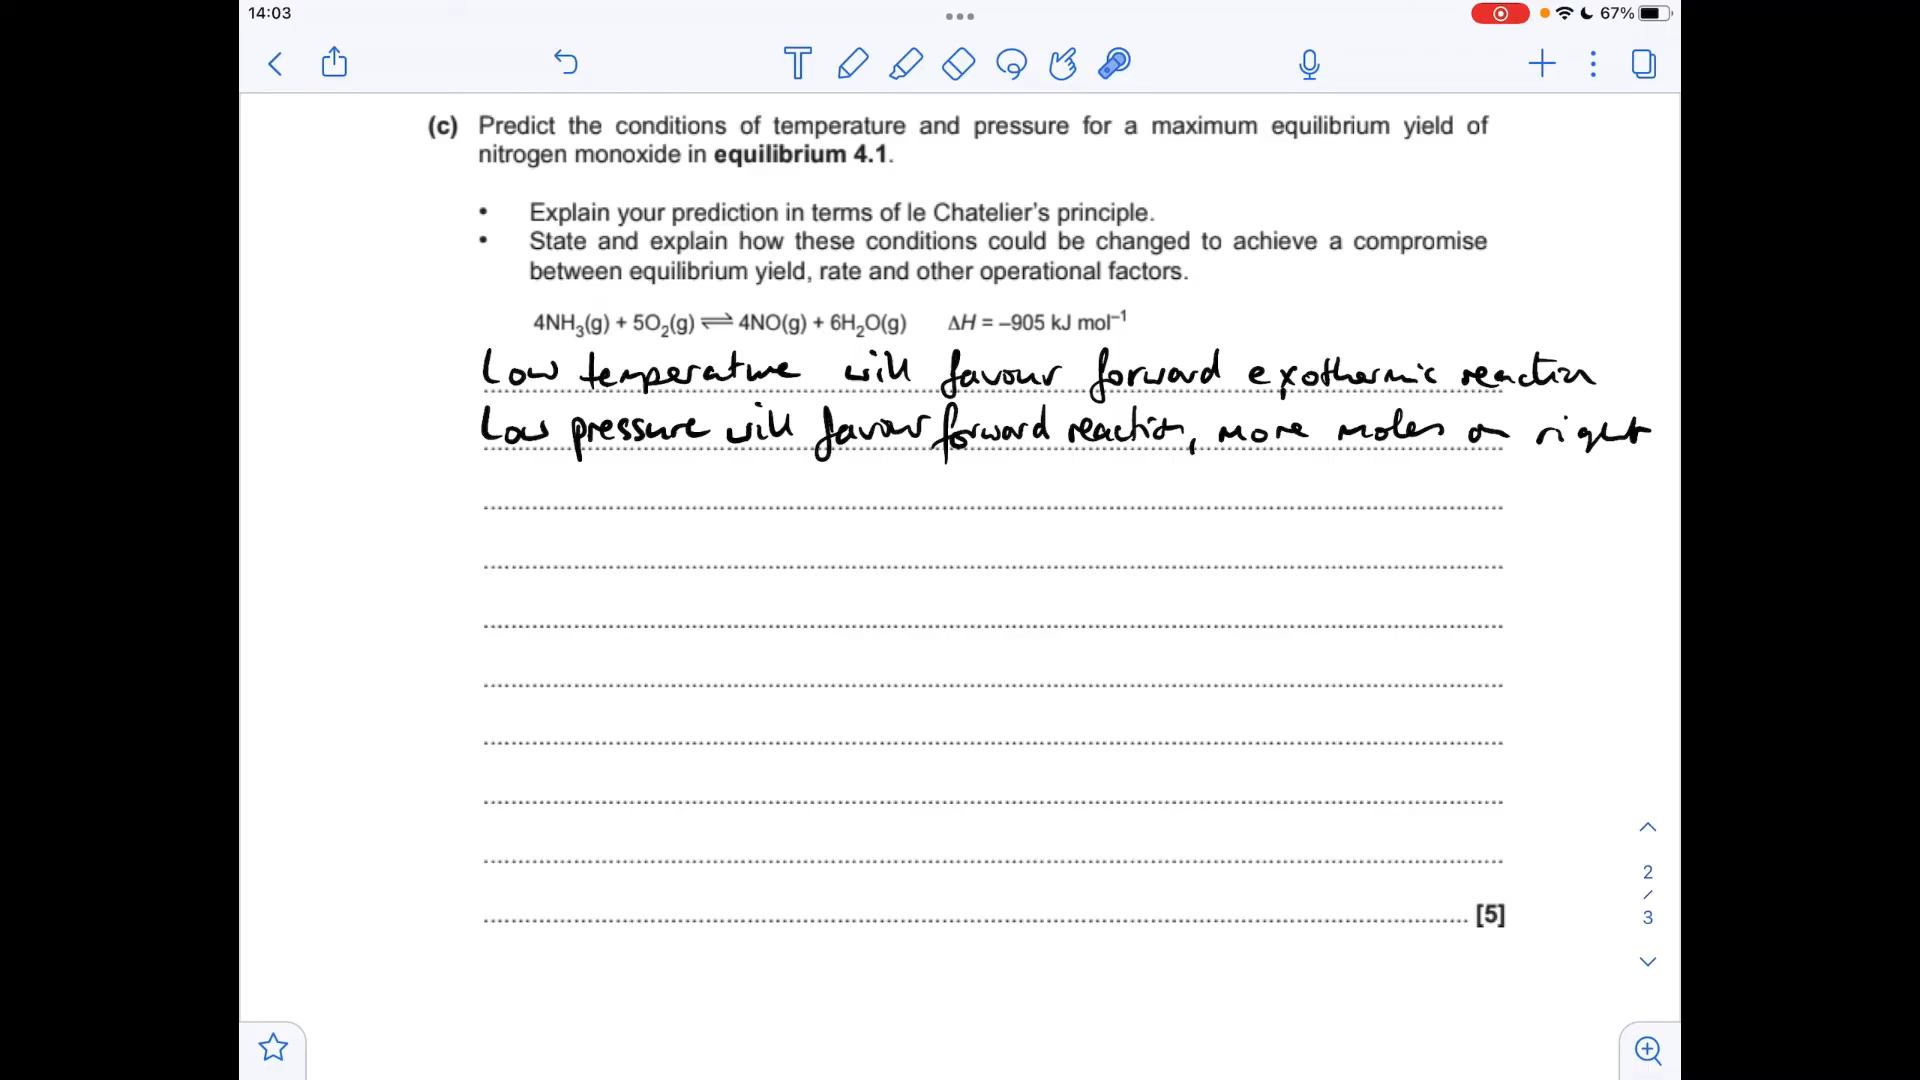 14:03
67%
(c) Predict the conditions of temperature and pressure for a maximum equilibrium yield of
nitrogen monoxide in equilibrium 4.1.
• Explain your prediction in terms of le Chatelier's principle.
• State and explain how these conditions could be changed to achieve a compromise
between equilibrium yield, rate and other operational factors.
4NH₃(g) + 5O₂(g) ⇌ 4NO(g) + 6H₂O(g) ΔH = –905 kJ mol⁻¹
Low temperature will favour forward exothermic reaction
Low pressure will favour forward reaction, more moles on right
[5]
2
/
3